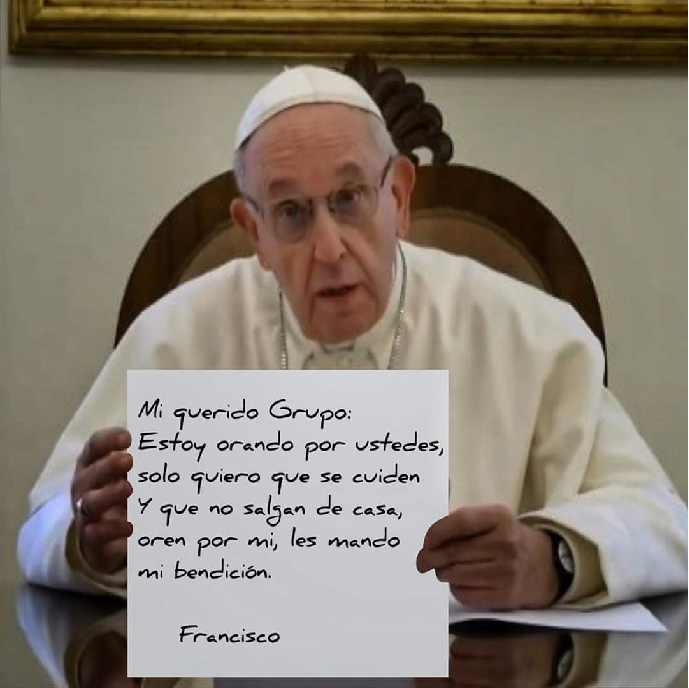 Mi querido Grupo:
Estoy orando por ustedes,
solo quiero que se cuiden
Y que no salgan de casa,
oren por mi, les mando
mi bendición.
Francisco